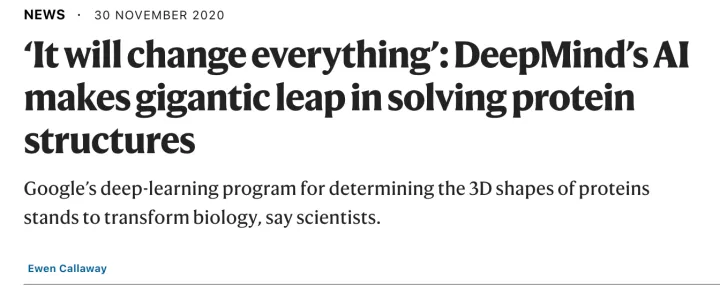 NEWS · 30 NOVEMBER 2020
‘It will change everything’: DeepMind’s AI
makes gigantic leap in solving protein
structures
Google’s deep-learning program for determining the 3D shapes of proteins
stands to transform biology, say scientists.
Ewen Callaway